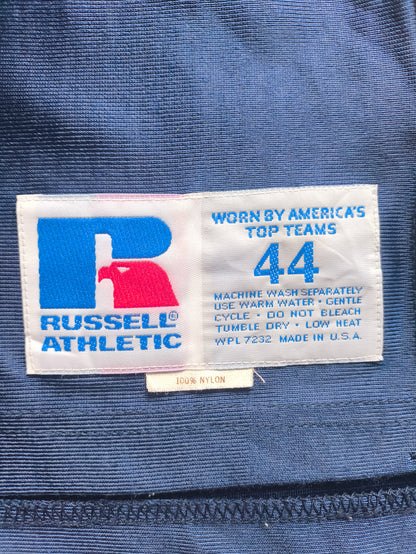 R
RUSSELL®
ATHLETIC
WORN BY AMERICA'S
TOP TEAMS
44
MACHINE WASH SEPARATELY
USE WARM WATER • GENTLE
CYCLE • DO NOT BLEACH
TUMBLE DRY • LOW HEAT
WPL 7232 MADE IN U.S.A.
100% NYLON